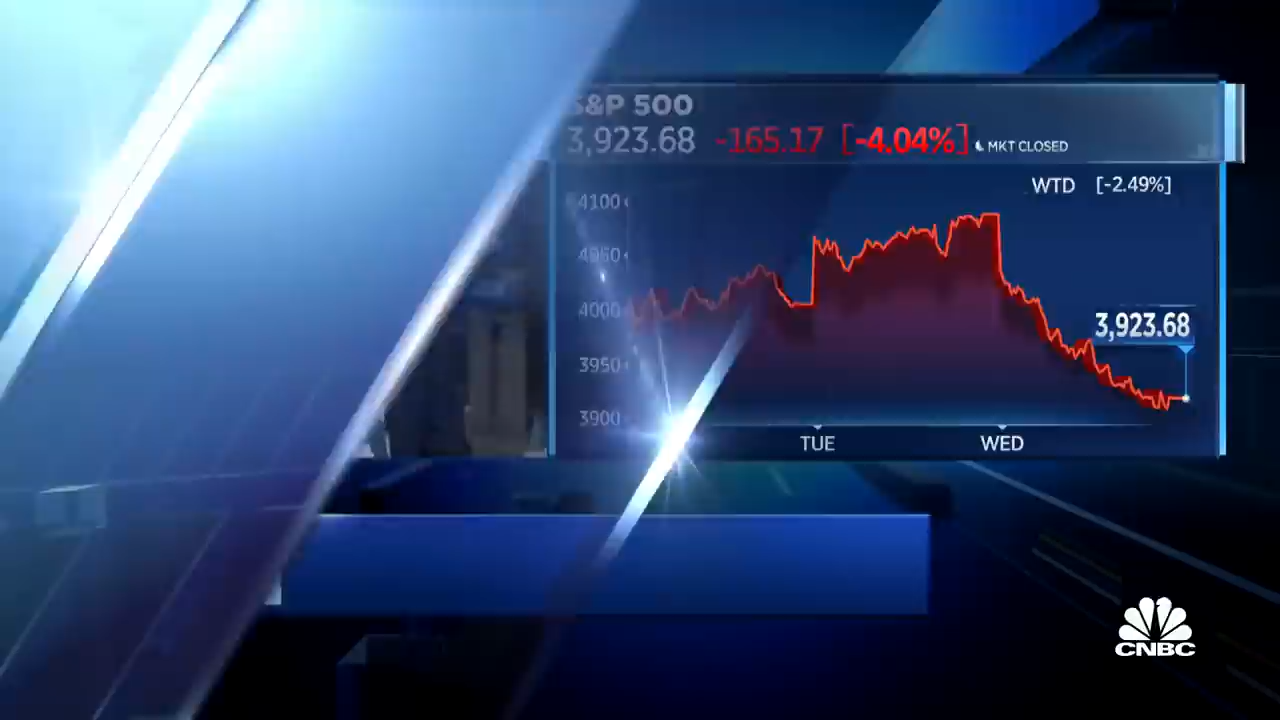 S&P 500
3,923.68 -165.17 [-4.04%] MKT CLOSED
WTD [-2.49%]
4100
4050
4000
3950
3900
3,923.68
TUE WED
CNBC